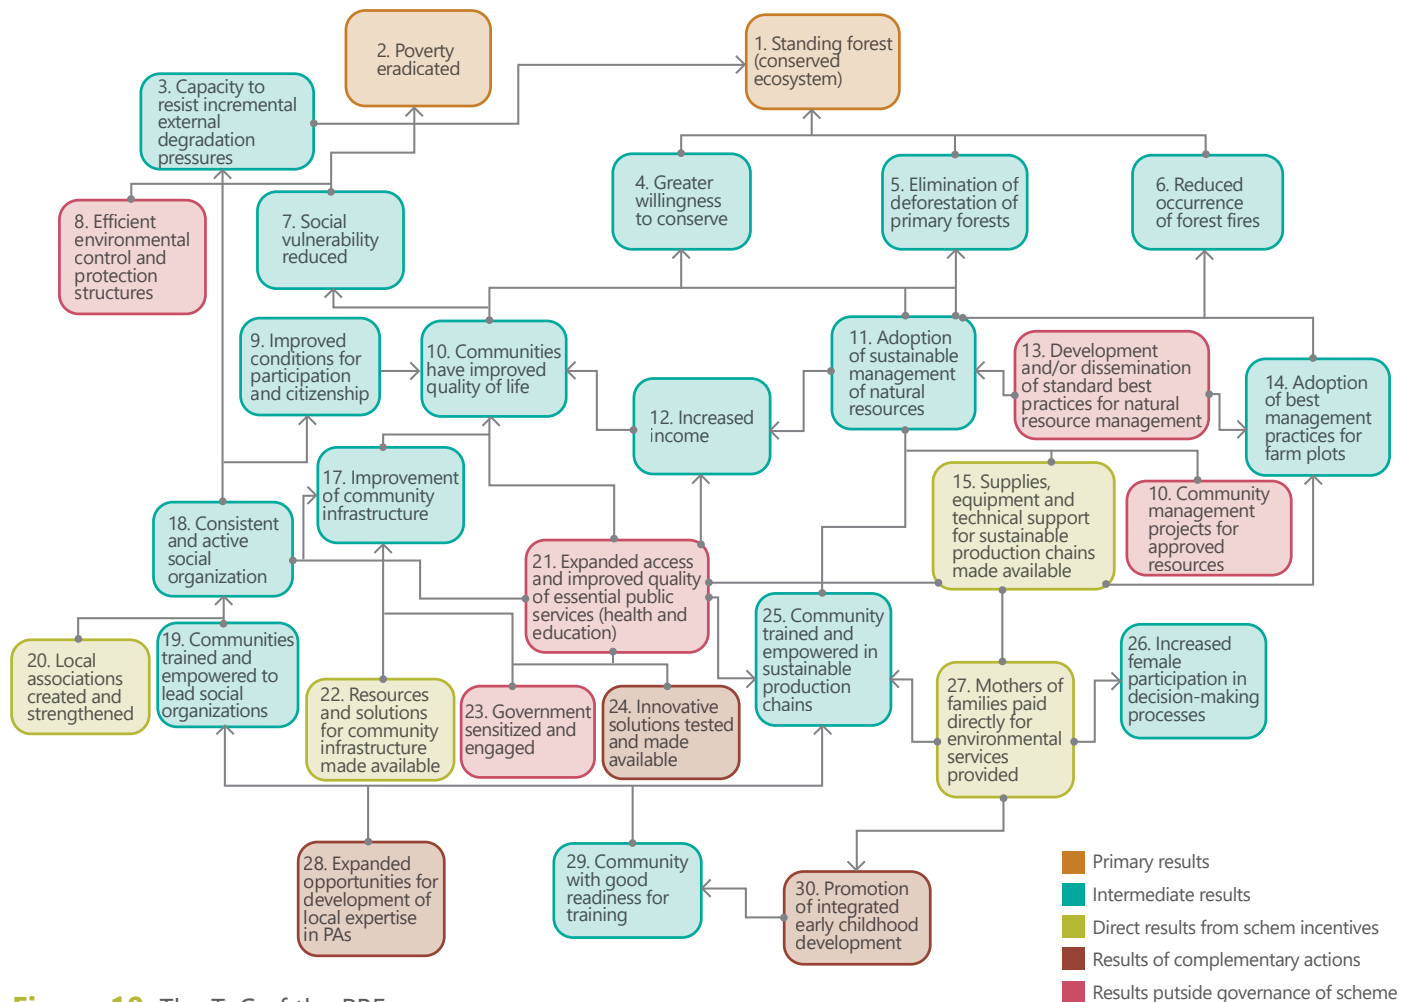 2. Poverty
eradicated
1. Standing forest
(conserved
ecosystem)
3. Capacity to
resist incremental
external
degradation
pressures
4. Greater
willingness
to conserve
5. Elimination of
deforestation of
primary forests
6. Reduced
occurrence
of forest fires
8. Efficient
environmental
control and
protection
structures
7. Social
vulnerability
reduced
9. Improved
conditions for
participation
and citizenship
10. Communities
have improved
quality of life
11. Adoption
of sustainable
management
of natural
resources
13. Development
and/or dissemination
of standard best
practices for natural
resource management
14. Adoption
of best
management
practices for
farm plots
12. Increased
income
17. Improvement
of community
infrastructure
15. Supplies,
equipment and
technical support
for sustainable
production chains
made available
10. Community
management
projects for
approved
resources
18. Consistent
and active
social
organization
21. Expanded access
and improved quality
of essential public
services (health and
education)
25. Community
trained and
empowered in
sustainable
production
chains
26. Increased
female
participation in
decision-making
processes
20. Local
associations
created and
strengthened
19. Communities
trained and
empowered to
lead social
organizations
22. Resources
and solutions
for community
infrastructure
made available
23. Government
sensitized and
engaged
24. Innovative
solutions tested
and made
available
27. Mothers of
families paid
directly for
environmental
services
provided
28. Expanded
opportunities for
development of
local expertise
in PAs
29. Community
with good
readiness for
training
30. Promotion
of integrated
early childhood
development
Primary results
Intermediate results
Direct results from schem incentives
Results of complementary actions
Results putside governance of scheme